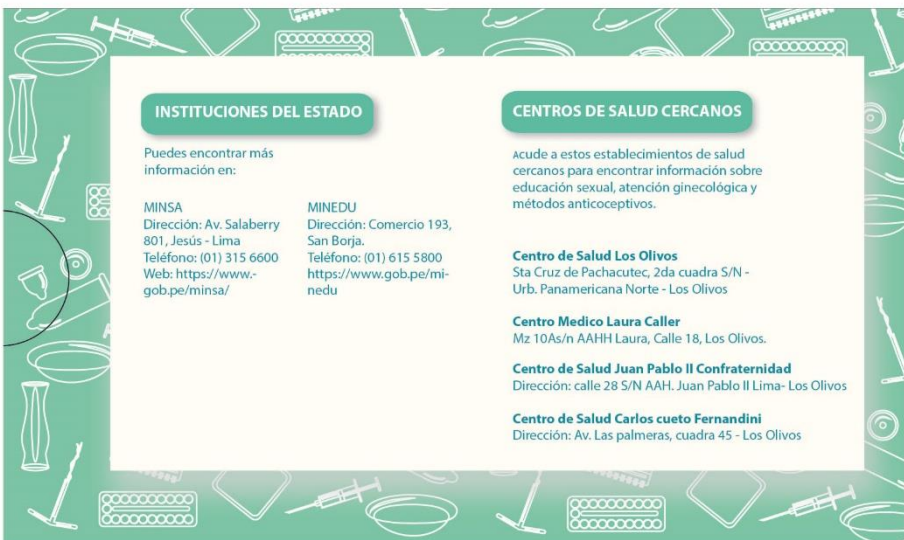 INSTITUCIONES DEL ESTADO
Puedes encontrar más
información en:
MINSA
Dirección: Av. Salaberry
801, Jesús - Lima
Teléfono: (01) 315 6600
Web: https://www.-
gob.pe/minsa/
MINEDU
Dirección: Comercio 193,
San Borja.
Teléfono: (01) 615 5800
https://www.gob.pe/mi-
nedu
CENTROS DE SALUD CERCANOS
Acude a estos establecimientos de salud
cercanos para encontrar información sobre
educación sexual, atención ginecológica y
métodos anticoceptivos.
Centro de Salud Los Olivos
Sta Cruz de Pachacutec, 2da cuadra S/N -
Urb. Panamericana Norte - Los Olivos
Centro Medico Laura Caller
Mz 10As/n AAHH Laura, Calle 18, Los Olivos.
Centro de Salud Juan Pablo II Confraternidad
Dirección: calle 28 S/N AAH. Juan Pablo II Lima- Los Olivos
Centro de Salud Carlos cueto Fernandini
Dirección: Av. Las palmeras, cuadra 45 - Los Olivos